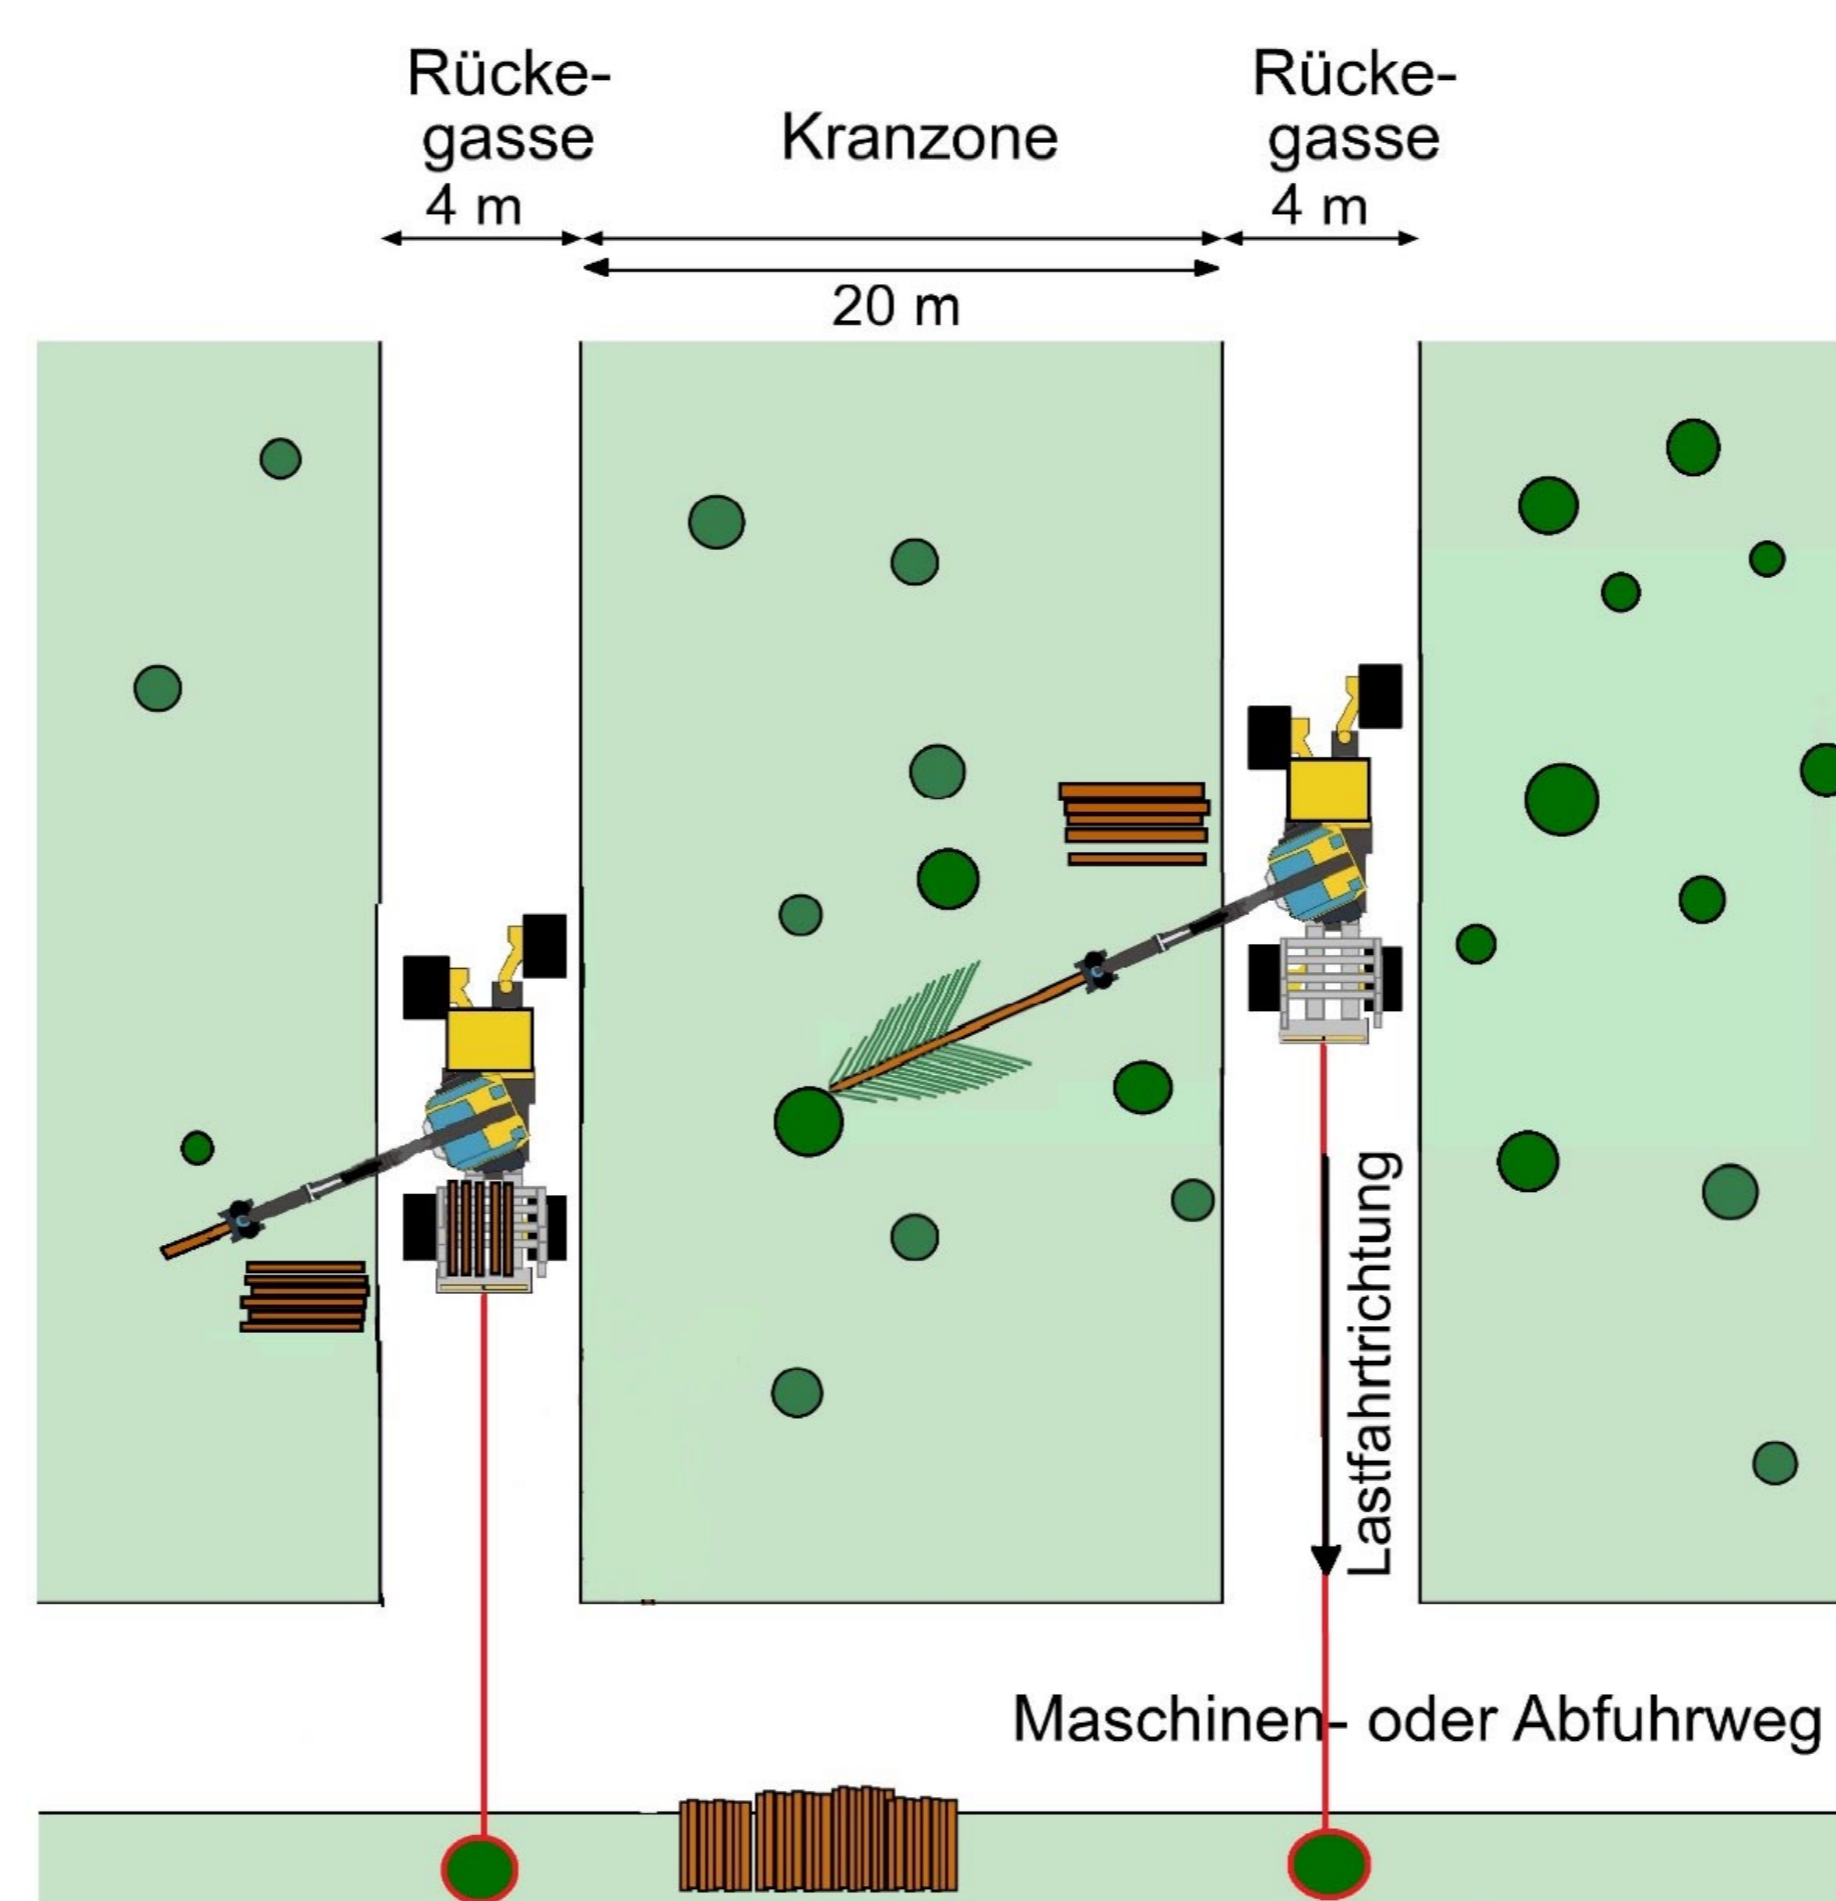 Rücke-
gasse
4 m
Kranzone
20 m
Rücke-
gasse
4 m
Lastfahrtrichtung
Maschinen- oder Abfuhrweg